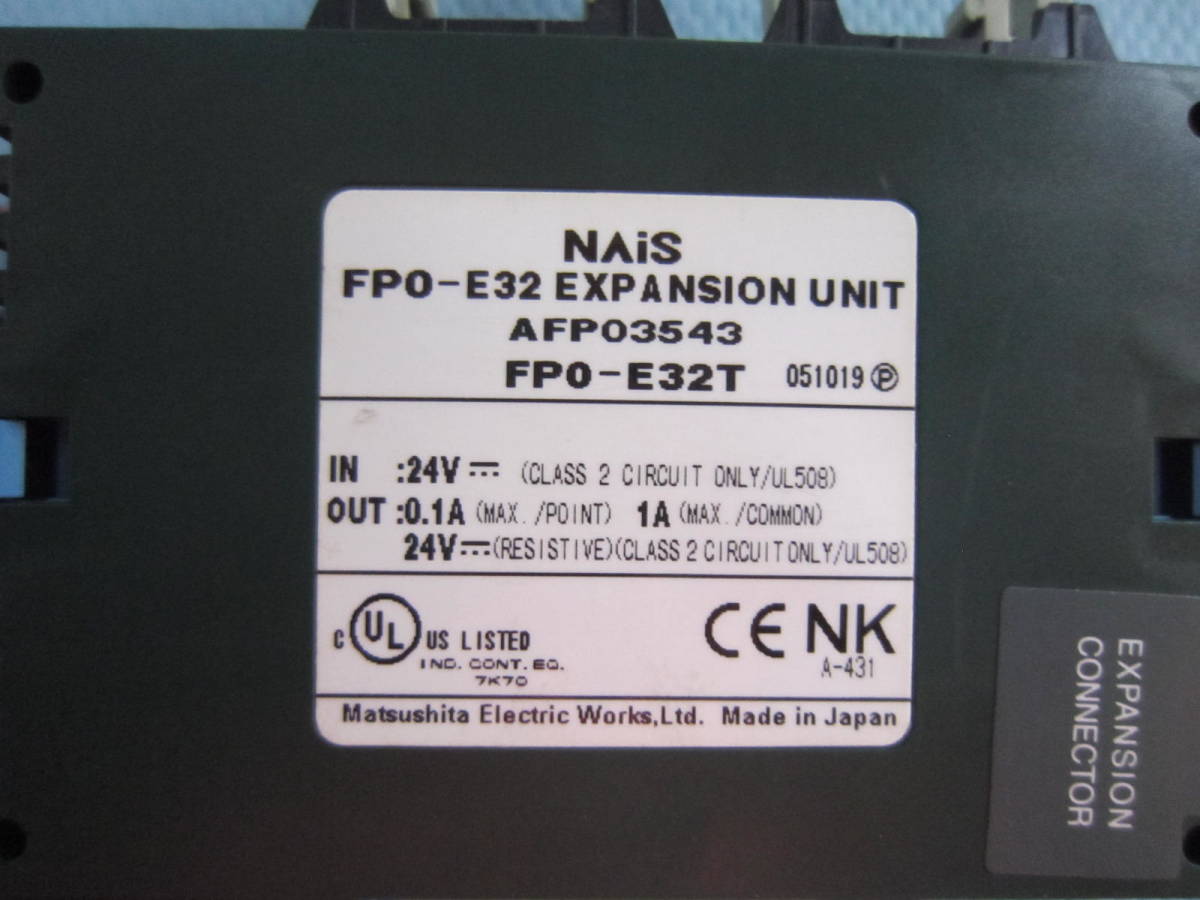 NAiS
FP0-E32 EXPANSION UNIT
AFP03543
FP0-E32T 051019 Ⓟ
IN :24V ⎓ (CLASS 2 CIRCUIT ONLY/UL508)
OUT :0.1A (MAX./POINT) 1A (MAX./COMMON)
24V ⎓ (RESISTIVE)(CLASS 2 CIRCUIT ONLY/UL508)
C UL US LISTED
IND. CONT. EQ.
7K70
CE NK
A-431
Matsushita Electric Works,Ltd. Made in Japan
EXPANSION
CONNECTOR